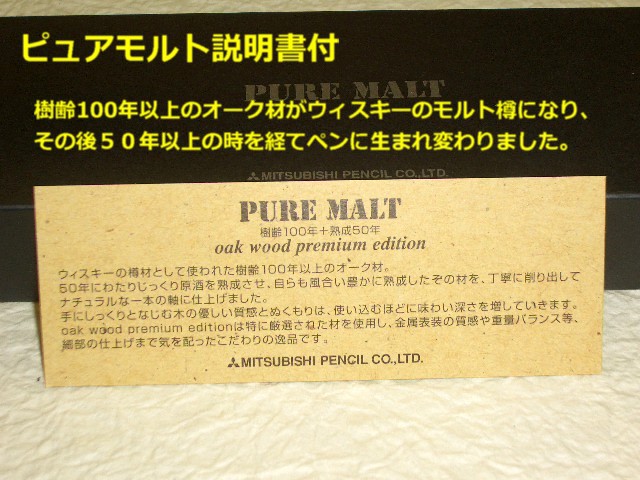 ピュアモルト説明書付
PURE MALT
樹齢100年以上のオーク材がウィスキーのモルト樽になり、
その後５０年以上の時を経てペンに生まれ変わりました。
MITSUBISHI PENCIL CO.,LTD.
PURE MALT
樹齢100年＋熟成50年
oak wood premium edition
ウィスキーの樽材として使われた樹齢100年以上のオーク材。
50年にわたりじっくり原酒を熟成させ、自らも風合い豊かに熟成したその材を、丁寧に削り出して
ナチュラルな一本の軸に仕上げました。
手にしっくりとなじむ木の優しい質感とぬくもりは、使い込むほどに味わい深さを増していきます。
oak wood premium editionは特に厳選された材を使用し、金属表装の質感や重量バランス等、
細部の仕上げまで気を配ったこだわりの逸品です。
MITSUBISHI PENCIL CO.,LTD.